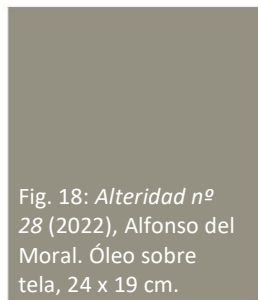 Fig. 18: Alteridad nº
28 (2022), Alfonso del
Moral. Óleo sobre
tela, 24 x 19 cm.